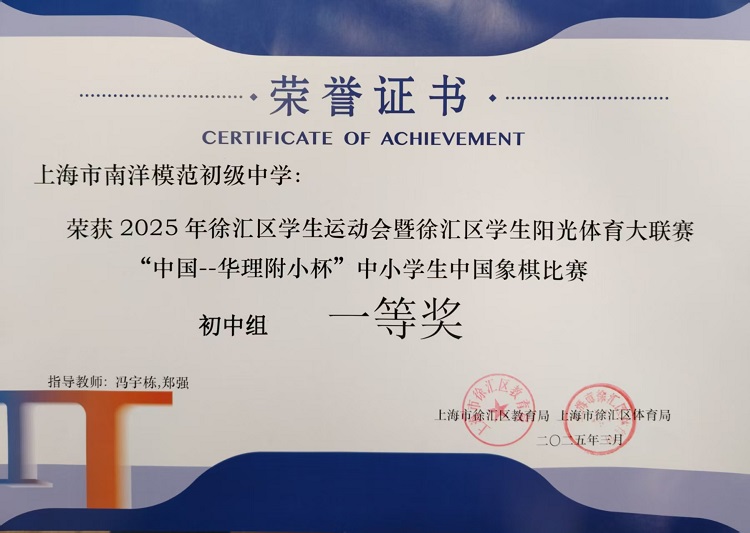 荣誉证书
CERTIFICATE OF ACHIEVEMENT
上海市南洋模范初级中学:
荣获 2025 年徐汇区学生运动会暨徐汇区学生阳光体育大联赛
“中国--华理附小杯”中小学生中国象棋比赛
初中组 一等奖
指导教师: 冯宇栋,郑强
上海市徐汇区教育局 上海市徐汇区体育局
二〇二五年三月